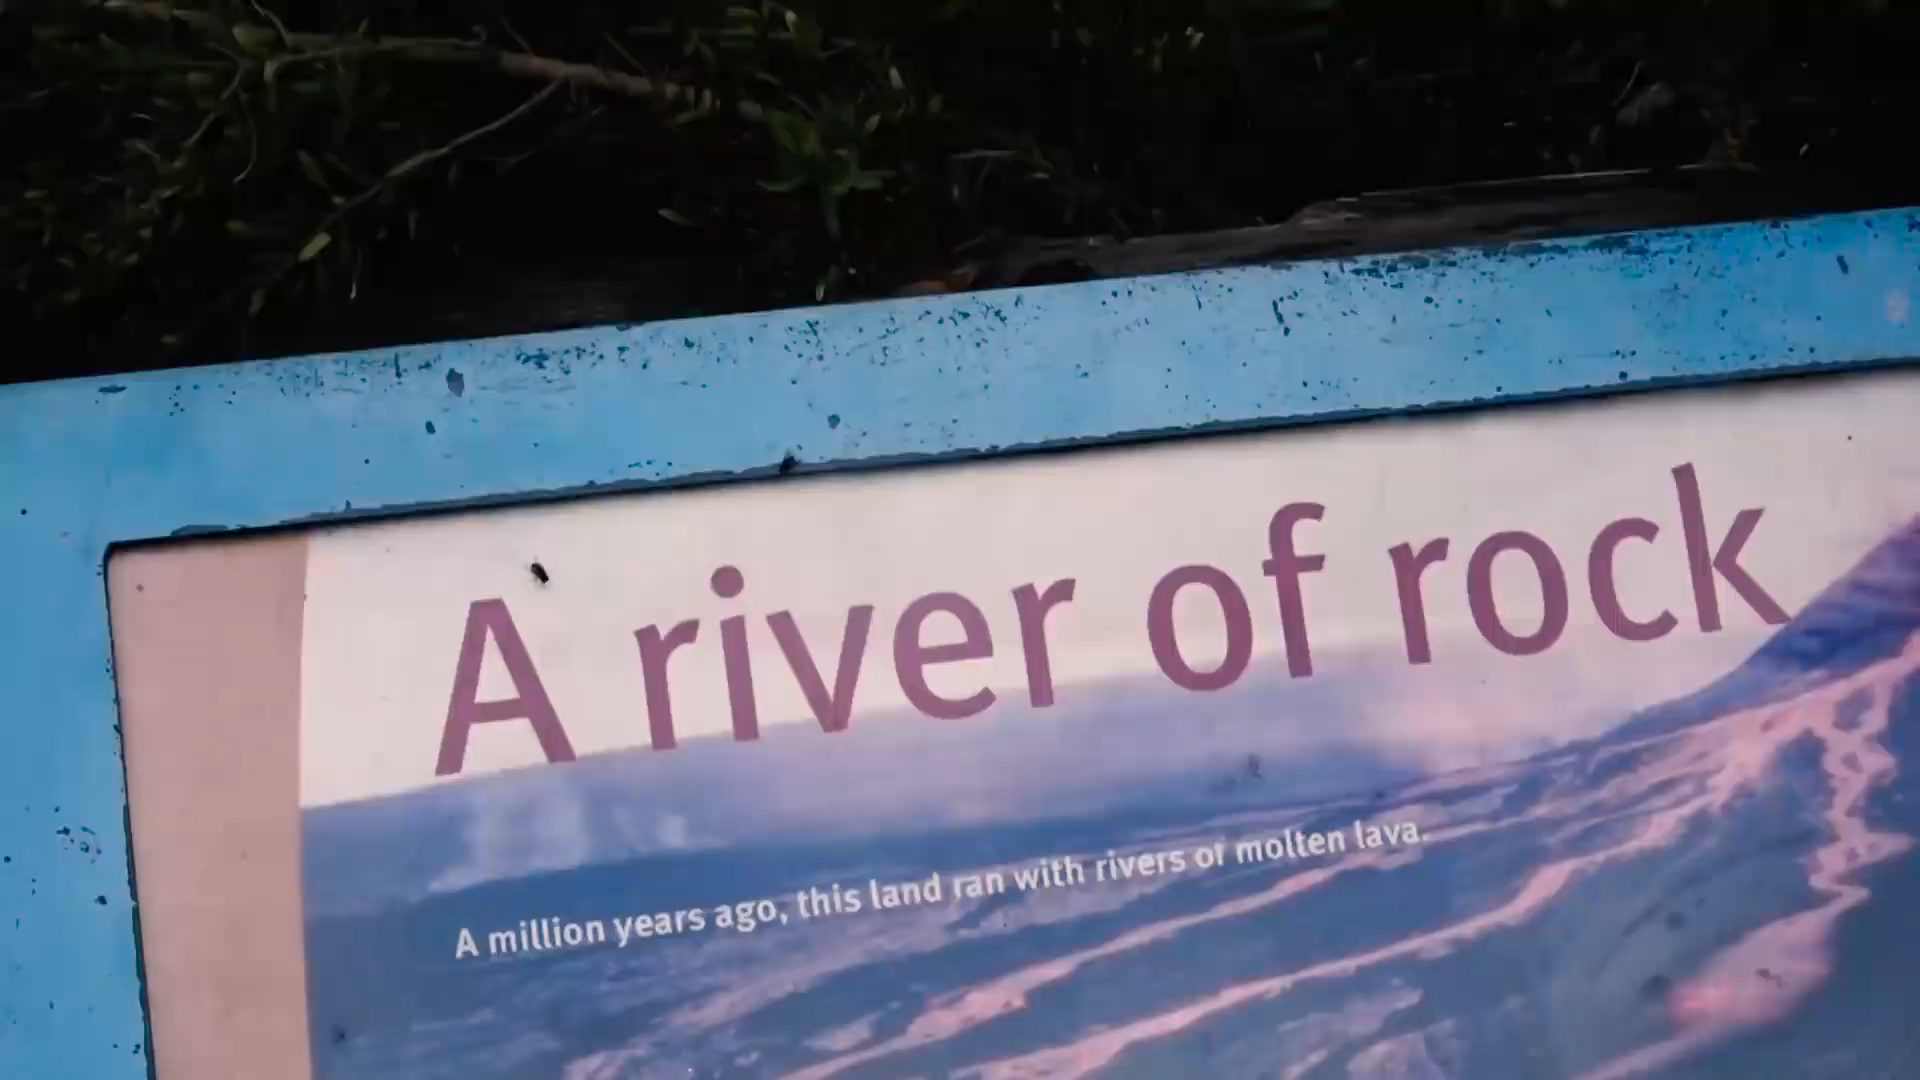 A river of rock
A million years ago, this land ran with rivers of molten lava.